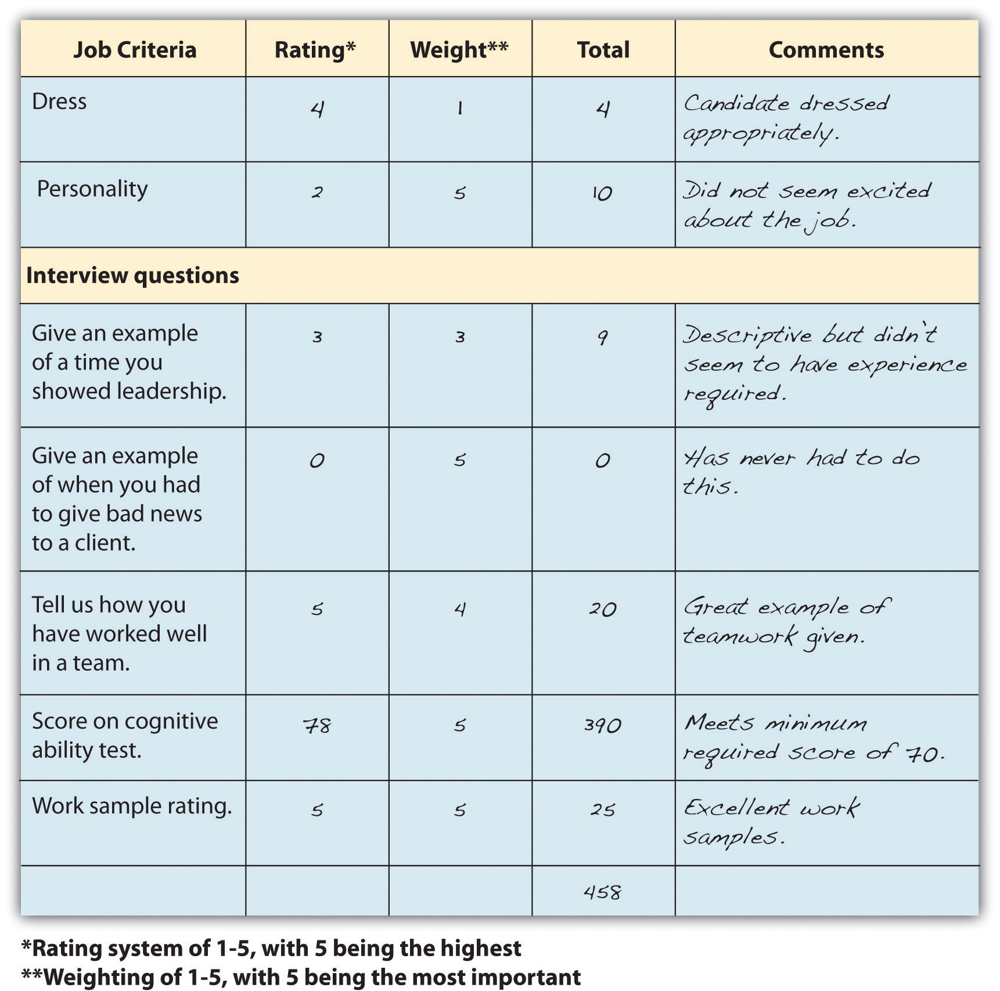 Job Criteria Rating* Weight** Total Comments
Dress 4 1 4 Candidate dressed
appropriately.
Personality 2 5 10 Did not seem excited
about the job.
Interview questions
Give an example 3 3 9 Descriptive but didn't
of a time you seem to have experience
showed leadership. required.
Give an example 0 5 0 Has never had to do
of when you had this.
to give bad news
to a client.
Tell us how you 5 4 20 Great example of
have worked well teamwork given.
in a team.
Score on cognitive 78 5 390 Meets minimum
ability test. required score of 70.
Work sample rating. 5 5 25 Excellent work
samples.
458
*Rating system of 1-5, with 5 being the highest
**Weighting of 1-5, with 5 being the most important